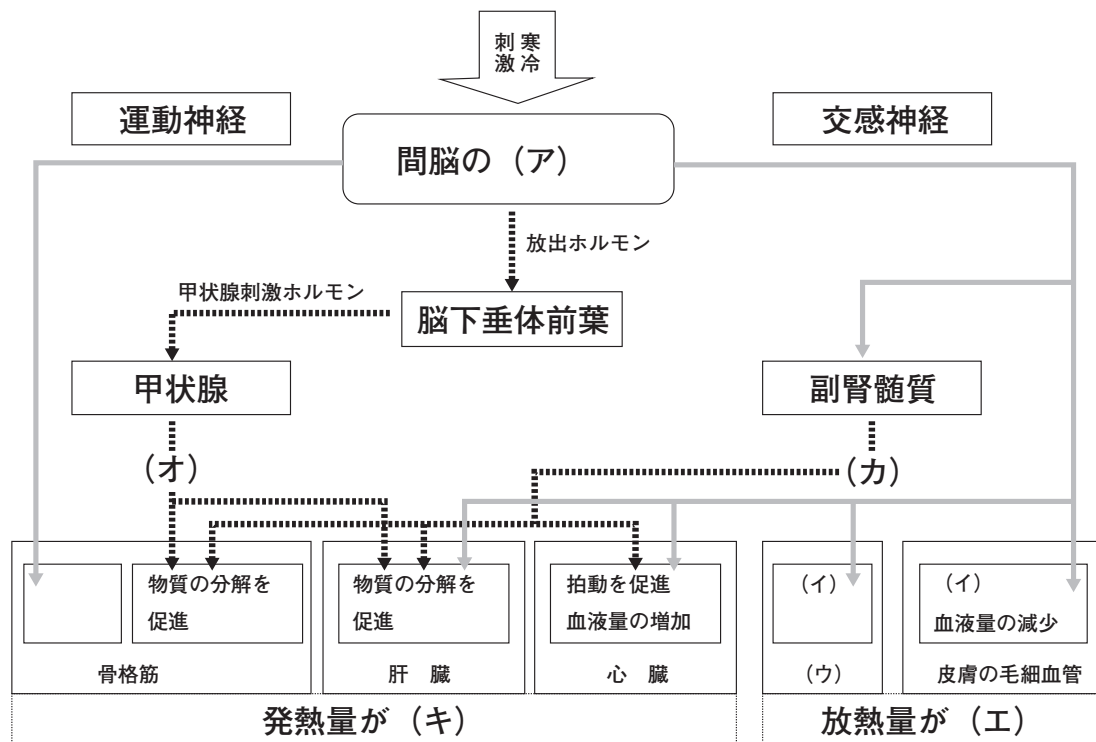 寒冷
刺激
運動神経
交感神経
間脳の（ア）
放出ホルモン
甲状腺刺激ホルモン
脳下垂体前葉
甲状腺
副腎髄質
（オ）
（カ）
物質の分解を
促進
骨格筋
物質の分解を
促進
肝　臓
拍動を促進
血液量の増加
心　臓
（イ）
（ウ）
（イ）
血液量の減少
皮膚の毛細血管
発熱量が（キ）
放熱量が（エ）